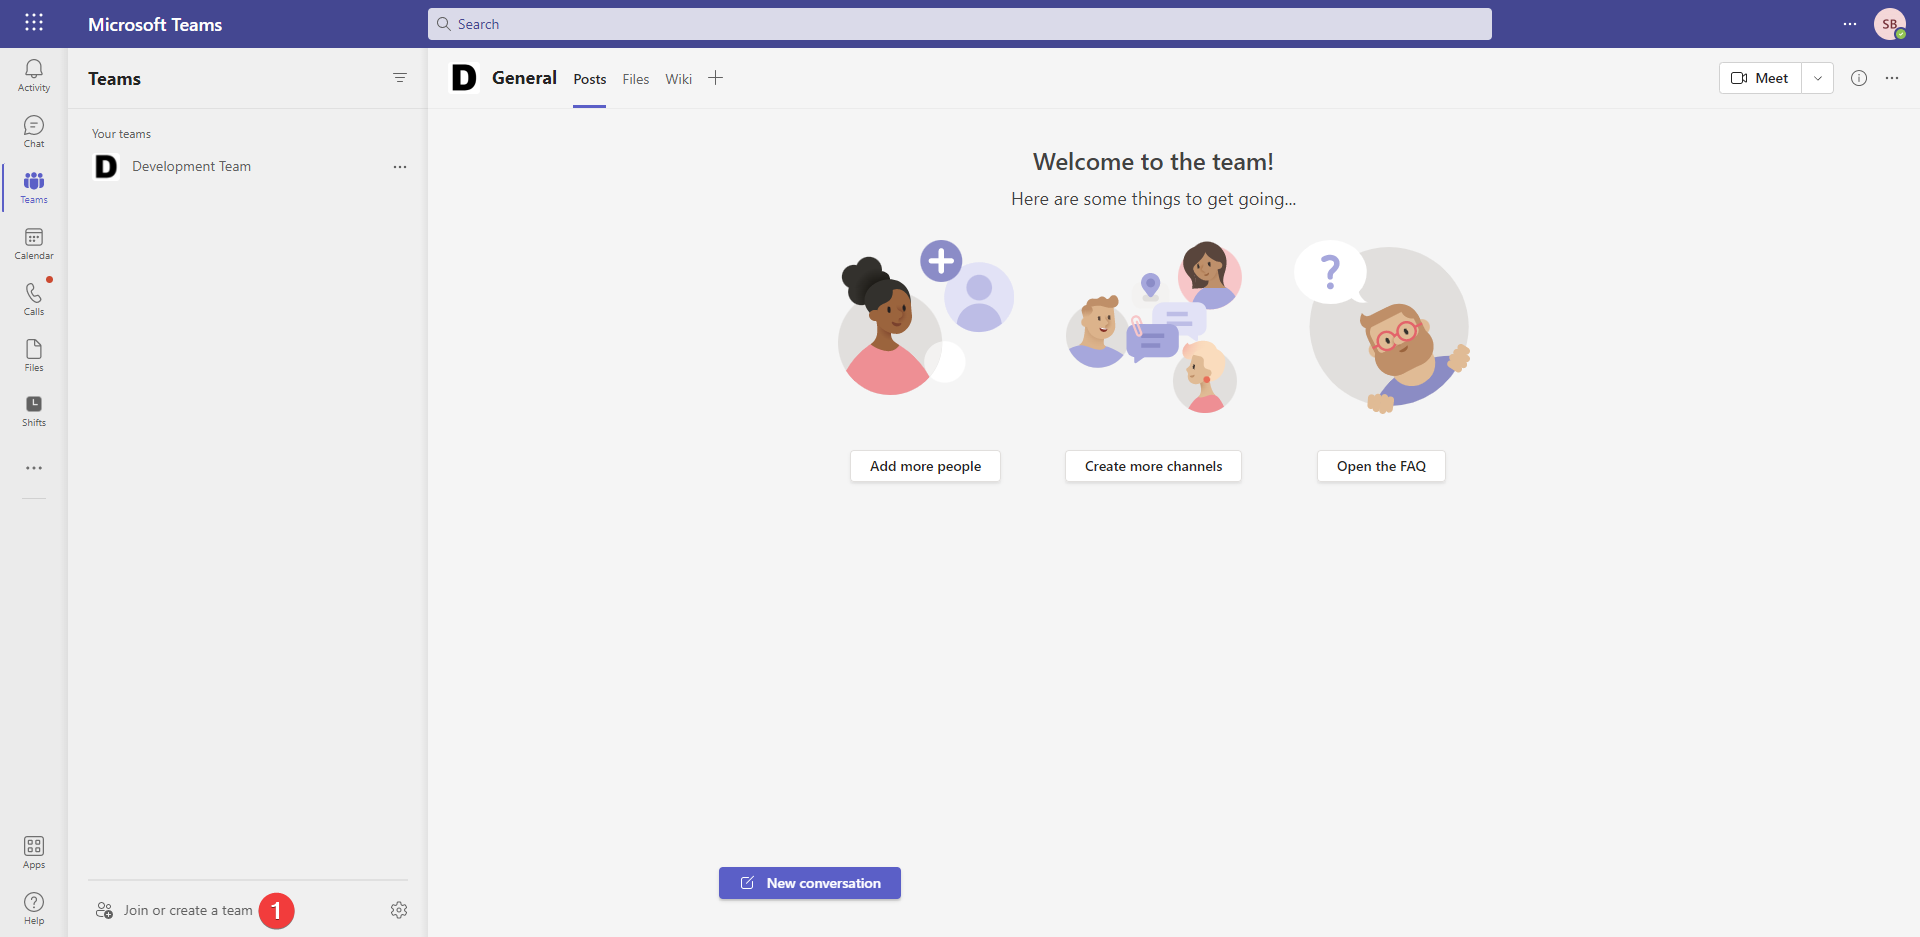 Microsoft Teams
Search
SB
Activity
Chat
Teams
Calendar
Calls
Files
Shifts
Apps
Help
Teams
Your teams
D Development Team
Join or create a team 1
D General Posts Files Wiki
Meet
Welcome to the team!
Here are some things to get going...
?
Add more people
Create more channels
Open the FAQ
New conversation